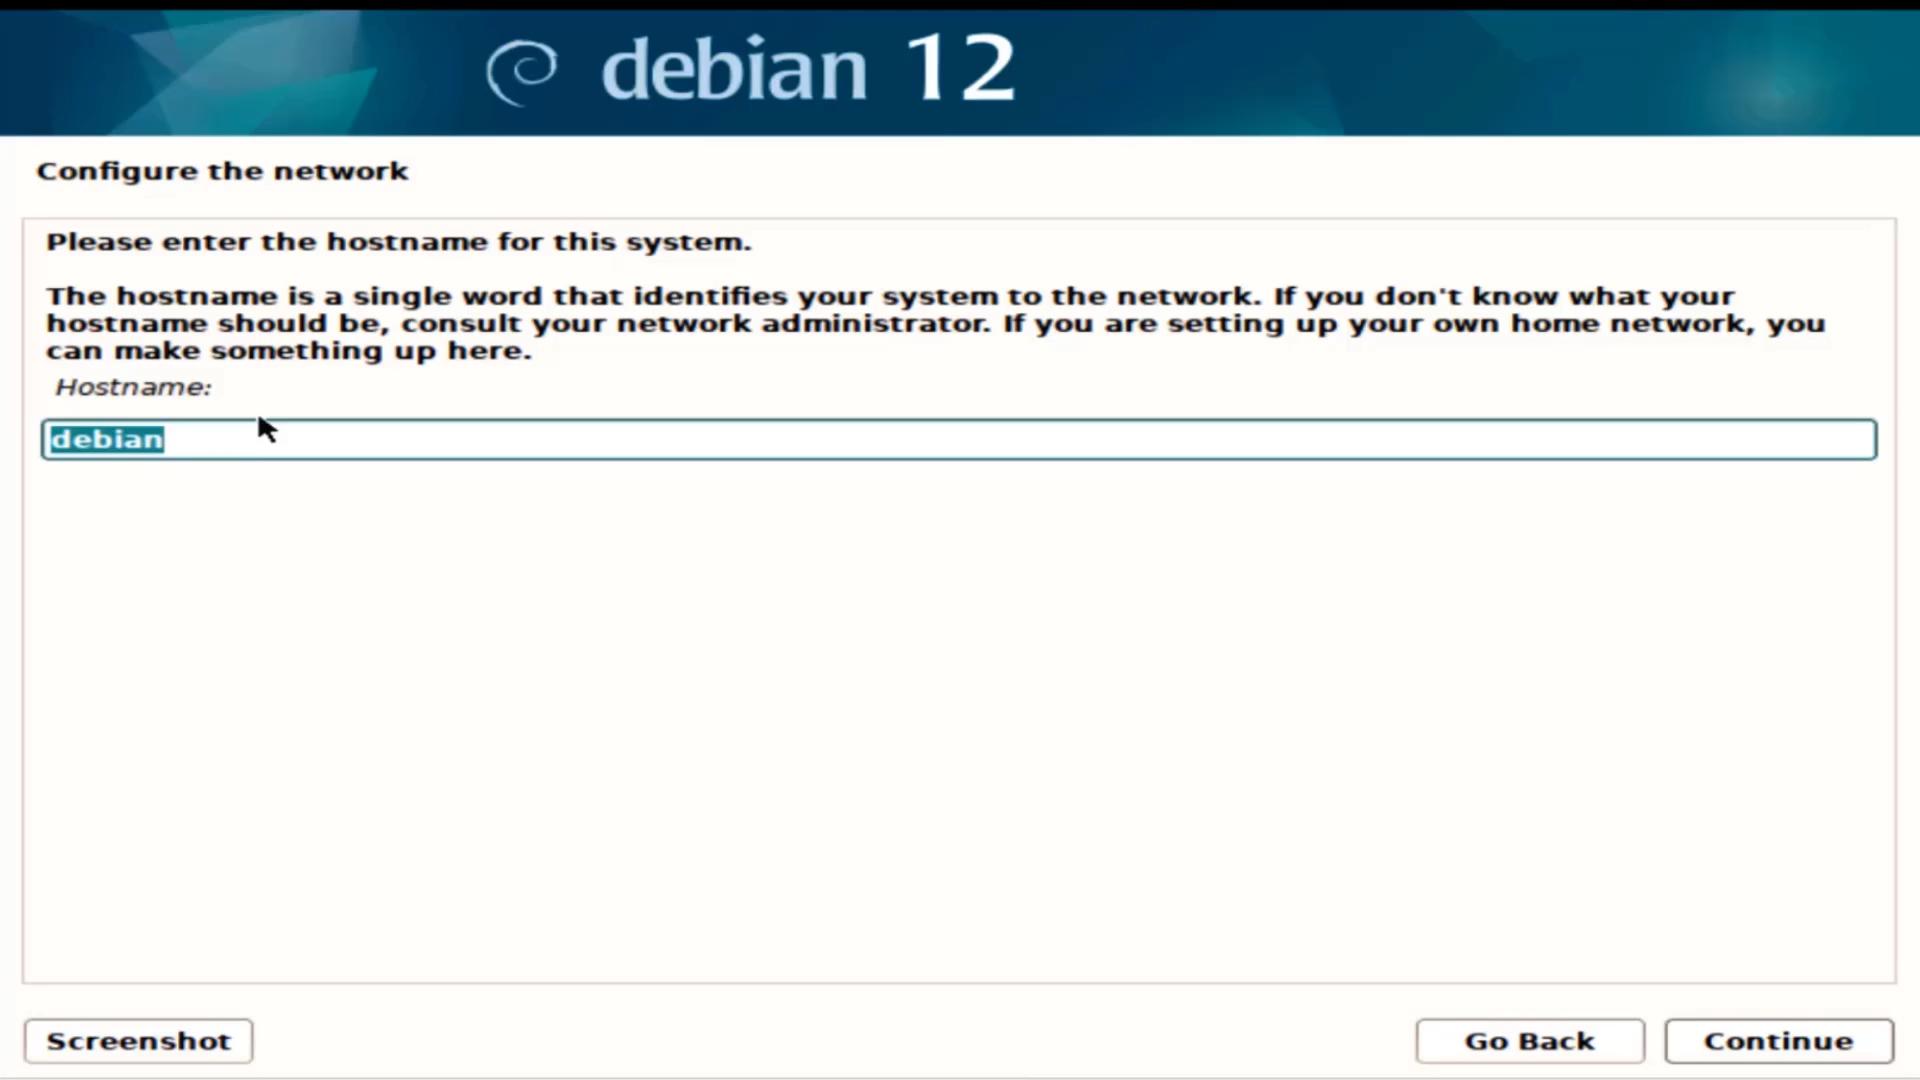 debian 12
Configure the network
Please enter the hostname for this system.
The hostname is a single word that identifies your system to the network. If you don't know what your
hostname should be, consult your network administrator. If you are setting up your own home network, you
can make something up here.
Hostname:
debian
Screenshot
Go Back
Continue